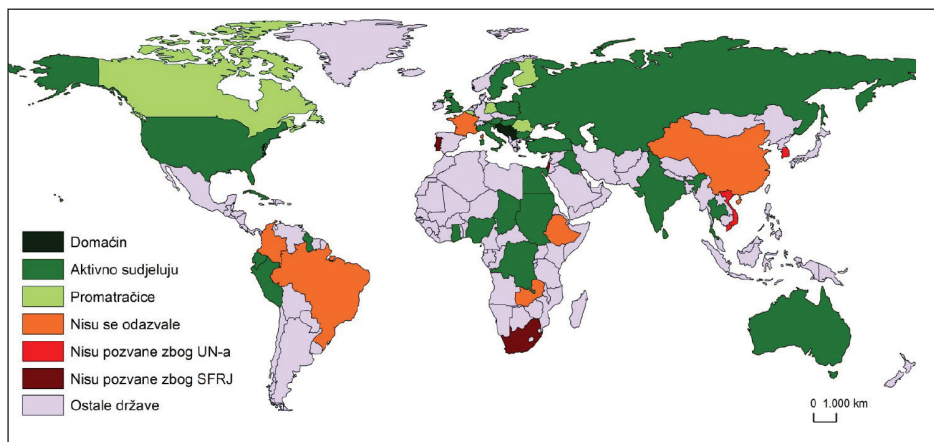 Domaćin
Aktivno sudjeluju
Promatračice
Nisu se odazvale
Nisu pozvane zbog UN-a
Nisu pozvane zbog SFRJ
Ostale države
0 1.000 km